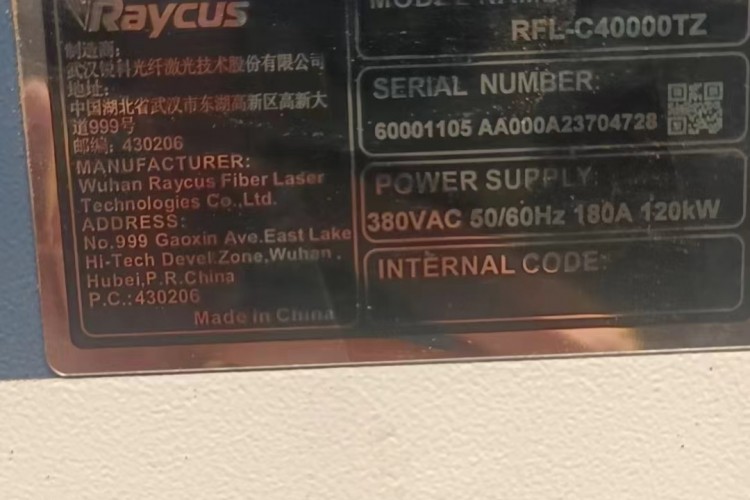 Raycus
制造商:
武汉锐科光纤激光技术股份有限公司
地址:
中国湖北省武汉市东湖高新区高新大
道999号
邮编: 430206
MANUFACTURER:
Wuhan Raycus Fiber Laser
Technologies Co.,Ltd.
ADDRESS:
No.999 Gaoxin Ave.East Lake
Hi-Tech Devel.Zone,Wuhan,
Hubei,P.R.China
P.C.:430206
Made in China
MODEL NAME:
RFL-C40000TZ
SERIAL NUMBER:
60001105 AA000A23704728
POWER SUPPLY:
380VAC 50/60Hz 180A 120kW
INTERNAL CODE: